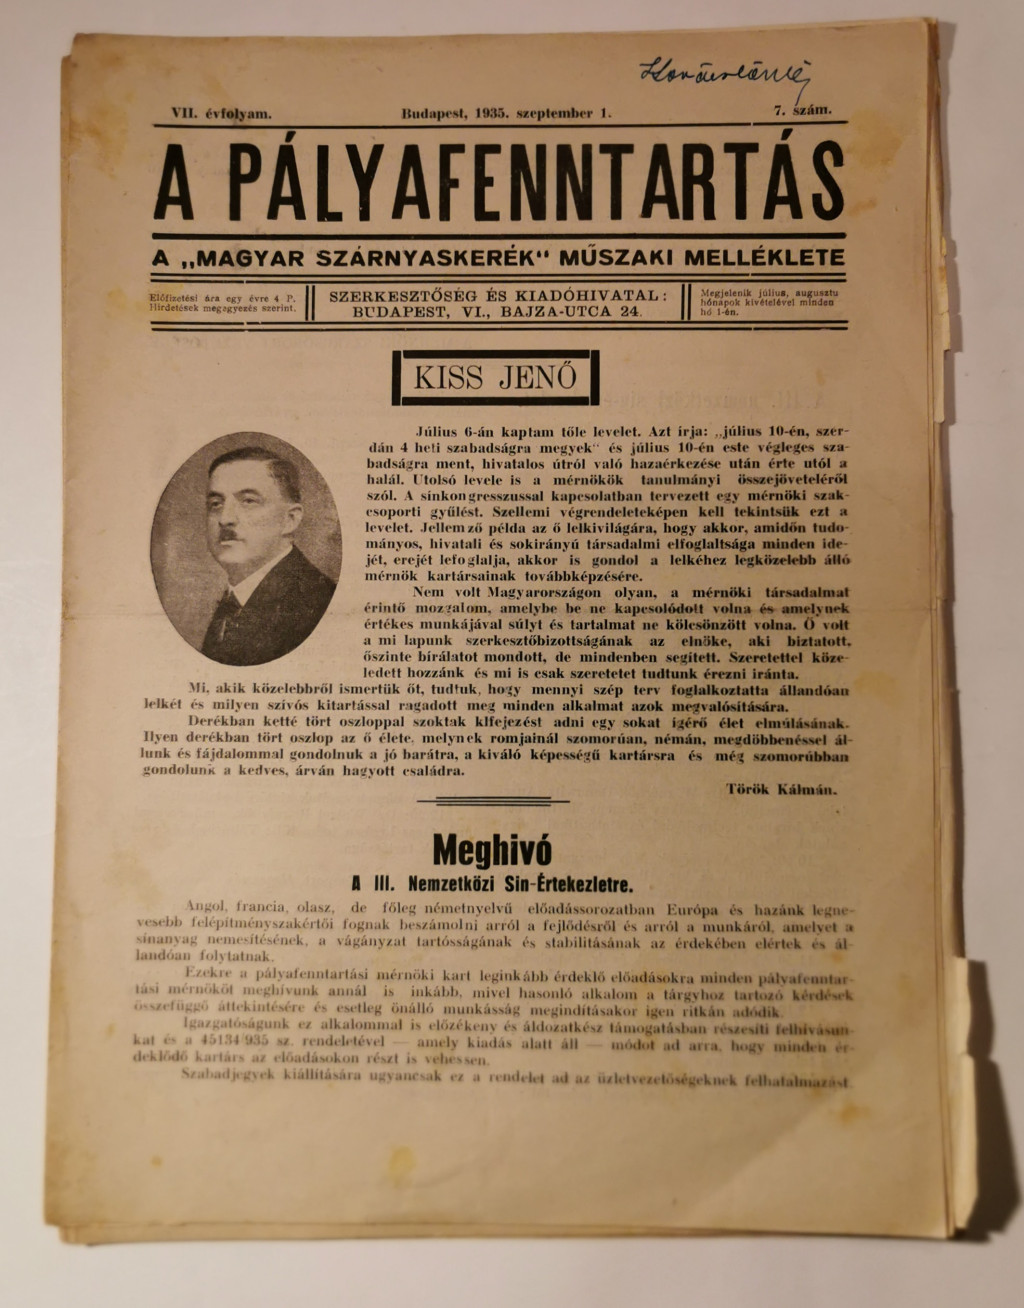 VII. évfolyam. Budapest, 1935. szeptember 1. 7. szám.
A PÁLYAFENNTARTÁS
A „MAGYAR SZÁRNYASKERÉK" MŰSZAKI MELLÉKLETE
Előfizetési ára egy évre 4 P.
Hirdetések megegyezés szerint.
SZERKESZTŐSÉG ÉS KIADÓHIVATAL:
BUDAPEST, VI., BAJZA-UTCA 24.
Megjelenik július, augusztu
hónapok kivételével minden
hó 1-én.
KISS JENŐ
Július 6-án kaptam tőle levelet. Azt írja: „július 10-én, szer-
dán 4 heti szabadságra megyek" és július 10-én este végleges sza-
badságra ment, hivatalos útról való hazaérkezése után érte utól a
halál. Utolsó levele is a mérnökök tanulmányi összejöveteléről
szól. A sínkongresszussal kapcsolatban tervezett egy mérnöki szak-
csoporti gyűlést. Szellemi végrendeleteképen kell tekintsük ezt a
levelet. Jellemző példa az ő lelkivilágára, hogy akkor, amidőn tudo-
mányos, hivatali és sokirányú társadalmi elfoglaltsága minden ide-
jét, erejét lefoglalja, akkor is gondol a lelkéhez legközelebb álló
mérnök kartársainak továbbképzésére.
Nem volt Magyarországon olyan, a mérnöki társadalmat
érintő mozgalom, amelybe be ne kapcsolódott volna és amelynek
értékes munkájával súlyt és tartalmat ne kölcsönzött volna. Ő volt
a mi lapunk szerkesztőbizottságának az elnöke, aki biztatott,
őszinte bírálatot mondott, de mindenben segített. Szeretettel köze-
ledett hozzánk és mi is csak szeretetet tudtunk érezni iránta.
Mi, akik közelebbről ismertük őt, tudtuk, hogy mennyi szép terv foglalkoztatta állandóan
lelkét és milyen szívós kitartással ragadott meg minden alkalmat azok megvalósítására.
Derékban ketté tört oszloppal szoktak kifejezést adni egy sokat igérő élet elmúlásának.
Ilyen derékban tört oszlop az ő élete, melynek romjainál szomorúan, némán, megdöbbenéssel ál-
lunk és fájdalommal gondolnuk a jó barátra, a kiváló képességű kartársra és még szomorúbban
gondolunk a kedves, árván hagyott családra.
Török Kálmán.
Meghivó
A III. Nemzetközi Sin-Értekezletre.
Angol, francia, olasz, de főleg németnyelvű előadássorozatban Európa és hazánk legne-
vesebb felépítményszakértői fognak beszámolni arról a fejlődésről és arról a munkáról, amelyet a
sínanyag nemesítésének, a vágányzat tartósságának és stabilitásának az érdekében elértek és ál-
landóan folytatnak.
Ezekre a pályafenntartási mérnöki kart leginkább érdeklő előadásokra minden pályafenntar-
tási mérnököt meghívunk annál is inkább, mivel hasonló alkalom a tárgyhoz tartozó kérdések
összefüggő áttekintésére és esetleg önálló munkásság megindításakor igen ritkán adódik.
Igazgatóságunk ez alkalommal is előzékeny és áldozatkész támogatásban részesíti felhívásun-
kat és a 45134/935 sz. rendeletével — amely kiadás alatt áll — módot ad arra, hogy minden ér-
deklődő kartárs az előadásokon részt is vehessen.
Szabadjegyek kiállítására ugyancsak ez a rendelet ad az üzletvezetőségeknek felhatalmazást